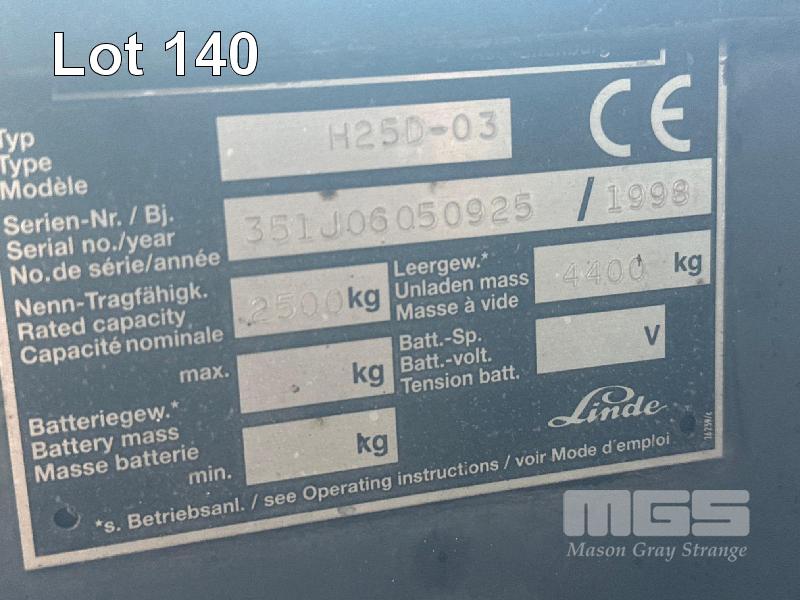 Lot 140
Typ
Type
Modèle
H25D-03
CE
Serien-Nr. / Bj.
Serial no./year
No.de série/année
351J06050925 / 1998
Nenn-Tragfähigk.
Rated capacity
Capacité nominale
2500 kg
Leergew.*
Unladen mass
Masse à vide
4400 kg
max.
kg
Batt.-Sp.
Batt.-volt.
Tension batt.
V
Batteriegew.*
Battery mass
Masse batterie
min.
kg
Linde
*s. Betriebsanl. / see Operating instructions / voir Mode d'emploi
MGS
Mason Gray Strange